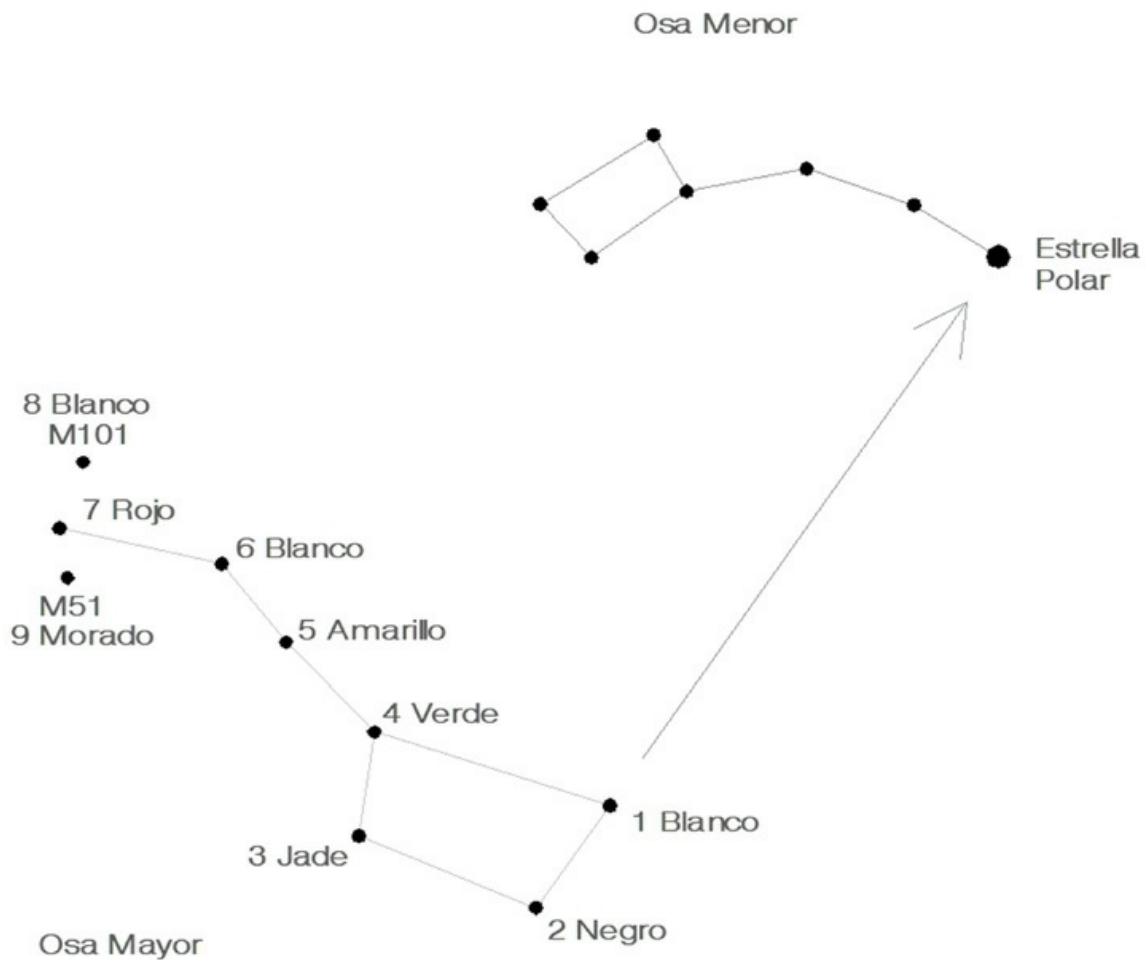 Osa Menor
Estrella
Polar
8 Blanco
M101
7 Rojo
6 Blanco
M51
9 Morado
5 Amarillo
4 Verde
1 Blanco
3 Jade
2 Negro
Osa Mayor